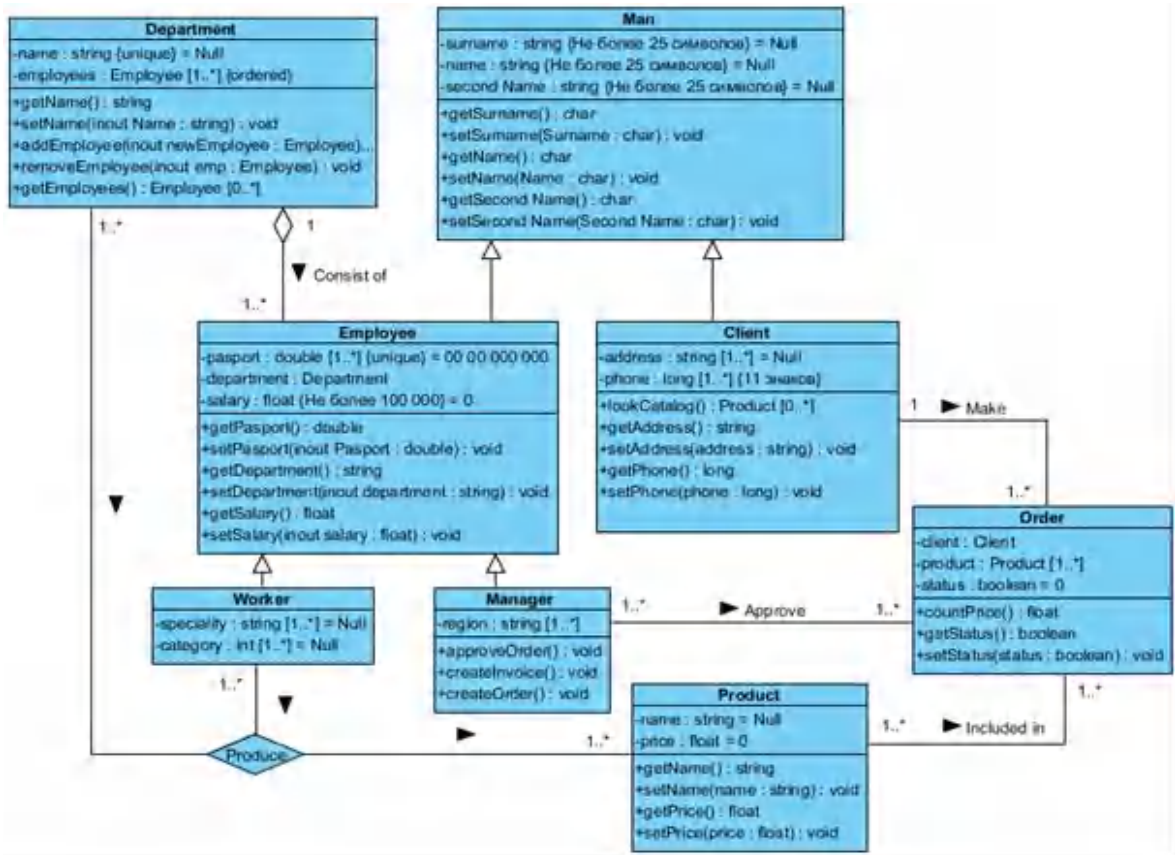 Department
-name : string {unique} = Null
-employees : Employee [1..*] {ordered}
+getName() : string
+setName(inout Name : string) : void
+addEmployee(inout newEmployee : Employee)...
+removeEmployee(inout emp : Employee) : void
+getEmployees() : Employee [0..*]
Man
-surname : string {Не более 25 символов} = Null
-name : string {Не более 25 символов} = Null
-second Name : string {Не более 25 символов} = Null
+getSurname() : char
+setSurname(Surname : char) : void
+getName() : char
+setName(Name : char) : void
+getSecond Name() : char
+setSecond Name(Second Name : char) : void
1..*
1
Consist of
1..*
Employee
-pasport : double [1..*] {unique} = 00 00 000 000
-department : Department
-salary : float {Не более 100 000} = 0
+getPasport() : double
+setPasport(inout Pasport : double) : void
+getDepartment() : string
+setDepartment(inout department : string) : void
+getSalary() : float
+setSalary(inout salary : float) : void
Client
-address : string [1..*] = Null
-phone : long [1..*] {11 знаков}
+lookCatalog() : Product [0..*]
+getAddress() : string
+setAddress(address : string) : void
+getPhone() : long
+setPhone(phone : long) : void
1
Make
1..*
Order
-client : Client
-product : Product [1..*]
-status : boolean = 0
+countPrice() : float
+getStatus() : boolean
+setStatus(status : boolean) : void
Worker
-speciality : string [1..*] = Null
-category : int [1..*] = Null
Manager
-region : string [1..*]
+approveOrder() : void
+createInvoice() : void
+createOrder() : void
1..*
Approve
1..*
1..*
Produce
1..*
Product
-name : string = Null
-price : float = 0
+getName() : string
+setName(name : string) : void
+getPrice() : float
+setPrice(price : float) : void
1..*
Included in
1..*